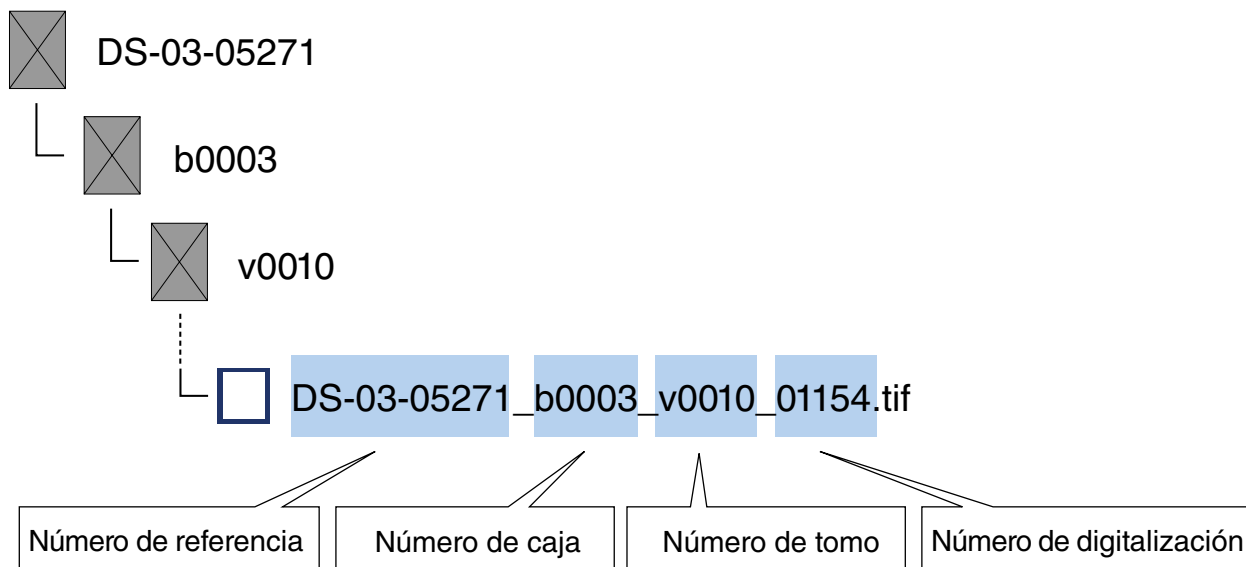 DS-03-05271
b0003
v0010
DS-03-05271_b0003_v0010_01154.tif
Número de referencia
Número de caja
Número de tomo
Número de digitalización